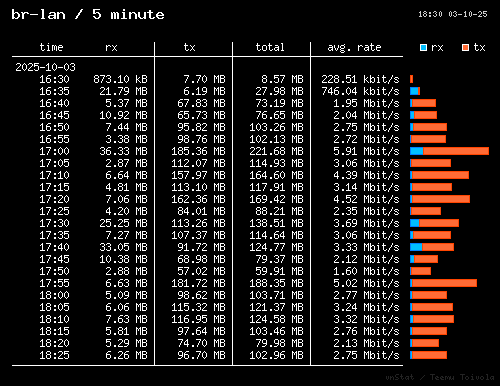 br-lan / 5 minute 18:30 03-10-25
time rx tx total avg. rate rx tx
2025-10-03
16:30 873.10 kB 7.70 MB 8.57 MB 228.51 kbit/s
16:35 21.79 MB 6.19 MB 27.98 MB 746.04 kbit/s
16:40 5.37 MB 67.83 MB 73.19 MB 1.95 Mbit/s
16:45 10.92 MB 65.73 MB 76.65 MB 2.04 Mbit/s
16:50 7.44 MB 95.82 MB 103.26 MB 2.75 Mbit/s
16:55 3.38 MB 98.76 MB 102.13 MB 2.72 Mbit/s
17:00 36.33 MB 185.36 MB 221.68 MB 5.91 Mbit/s
17:05 2.87 MB 112.07 MB 114.93 MB 3.06 Mbit/s
17:10 6.64 MB 157.97 MB 164.60 MB 4.39 Mbit/s
17:15 4.81 MB 113.10 MB 117.91 MB 3.14 Mbit/s
17:20 7.06 MB 162.36 MB 169.42 MB 4.52 Mbit/s
17:25 4.20 MB 84.01 MB 88.21 MB 2.35 Mbit/s
17:30 25.25 MB 113.26 MB 138.51 MB 3.69 Mbit/s
17:35 7.27 MB 107.37 MB 114.64 MB 3.06 Mbit/s
17:40 33.05 MB 91.72 MB 124.77 MB 3.33 Mbit/s
17:45 10.38 MB 68.98 MB 79.37 MB 2.12 Mbit/s
17:50 2.88 MB 57.02 MB 59.91 MB 1.60 Mbit/s
17:55 6.63 MB 181.72 MB 188.35 MB 5.02 Mbit/s
18:00 5.09 MB 98.62 MB 103.71 MB 2.77 Mbit/s
18:05 6.06 MB 115.32 MB 121.37 MB 3.24 Mbit/s
18:10 7.63 MB 116.95 MB 124.58 MB 3.32 Mbit/s
18:15 5.81 MB 97.64 MB 103.46 MB 2.76 Mbit/s
18:20 5.29 MB 74.70 MB 79.98 MB 2.13 Mbit/s
18:25 6.26 MB 96.70 MB 102.96 MB 2.75 Mbit/s
vnStat / Teemu Toivola